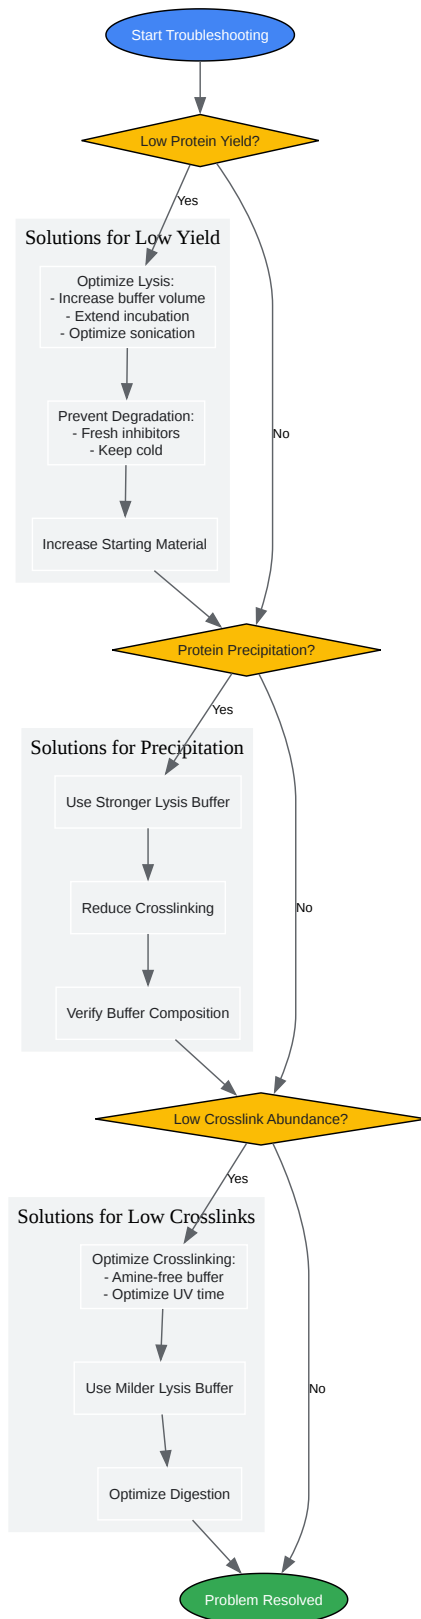 Start Troubleshooting
Low Protein Yield?
Yes
Solutions for Low Yield
Optimize Lysis:
- Increase buffer volume
- Extend incubation
- Optimize sonication
Prevent Degradation:
- Fresh inhibitors
- Keep cold
No
Increase Starting Material
Protein Precipitation?
Yes
Solutions for Precipitation
Use Stronger Lysis Buffer
Reduce Crosslinking
No
Verify Buffer Composition
Low Crosslink Abundance?
Yes
Solutions for Low Crosslinks
Optimize Crosslinking:
- Amine-free buffer
- Optimize UV time
Use Milder Lysis Buffer
No
Optimize Digestion
Problem Resolved